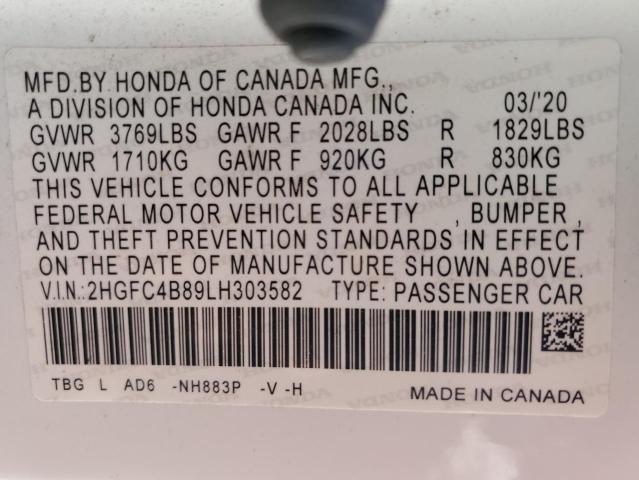 MFD.BY HONDA OF CANADA MFG.,
A DIVISION OF HONDA CANADA INC. 03/'20
GVWR 3769LBS GAWR F 2028LBS R 1829LBS
GVWR 1710KG GAWR F 920KG R 830KG
THIS VEHICLE CONFORMS TO ALL APPLICABLE
FEDERAL MOTOR VEHICLE SAFETY , BUMPER ,
AND THEFT PREVENTION STANDARDS IN EFFECT
ON THE DATE OF MANUFACTURE SHOWN ABOVE.
V.I.N.:2HGFC4B89LH303582 TYPE: PASSENGER CAR
TBG L AD6 -NH883P -V -H
MADE IN CANADA